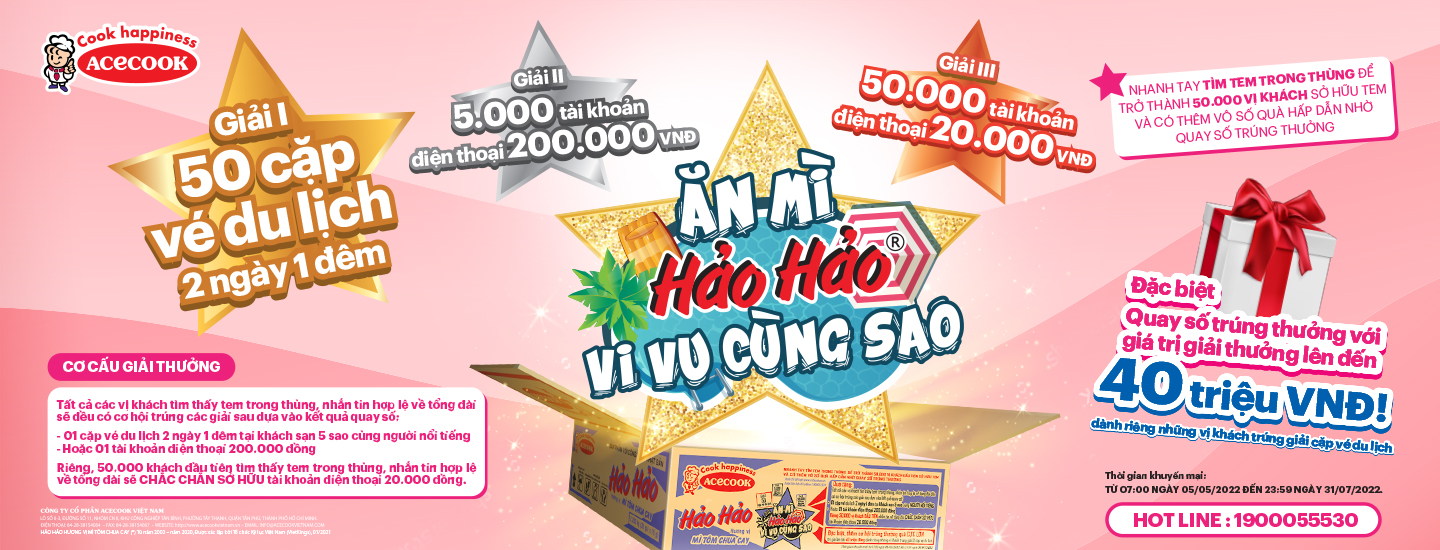 Cook happiness
ACECOOK
Giải I
50 cặp
vé du lịch
2 ngày 1 đêm
Giải II
5.000 tài khoản
điện thoại 200.000 VNĐ
Giải III
50.000 tài khoản
điện thoại 20.000 VNĐ
NHANH TAY TÌM TEM TRONG THÙNG ĐỂ
TRỞ THÀNH 50.000 VỊ KHÁCH SỞ HỮU TEM
VÀ CÓ THÊM VÔ SỐ QUÀ HẤP DẪN NHỜ
QUAY SỐ TRÚNG THƯỞNG
ĂN MÌ
Hảo Hảo®
VI VU CÙNG SAO
Đặc biệt
Quay số trúng thưởng với
giá trị giải thưởng lên đến
40 triệu VNĐ!
dành riêng những vị khách trúng giải cặp vé du lịch
CƠ CẤU GIẢI THƯỞNG
Tất cả các vị khách tìm thấy tem trong thùng, nhắn tin hợp lệ về tổng đài
sẽ đều có cơ hội trúng các giải sau dựa vào kết quả quay số:
- 01 cặp vé du lịch 2 ngày 1 đêm tại khách sạn 5 sao cùng người nổi tiếng
- Hoặc 01 tài khoản điện thoại 200.000 đồng
Riêng, 50.000 khách đầu tiên tìm thấy tem trong thùng, nhắn tin hợp lệ
về tổng đài sẽ CHẮC CHẮN SỞ HỮU tài khoản điện thoại 20.000 đồng.
Thời gian khuyến mại:
TỪ 07:00 NGÀY 05/05/2022 ĐẾN 23:59 NGÀY 31/07/2022.
HOT LINE : 1900055530
CÔNG TY CỔ PHẦN ACECOOK VIỆT NAM
ACECOOK
Hảo Hảo
Cook happiness
ACECOOK
Hảo Hảo
MÌ TÔM CHUA CAY
ĂN MÌ
Hảo Hảo
VI VU CÙNG SAO